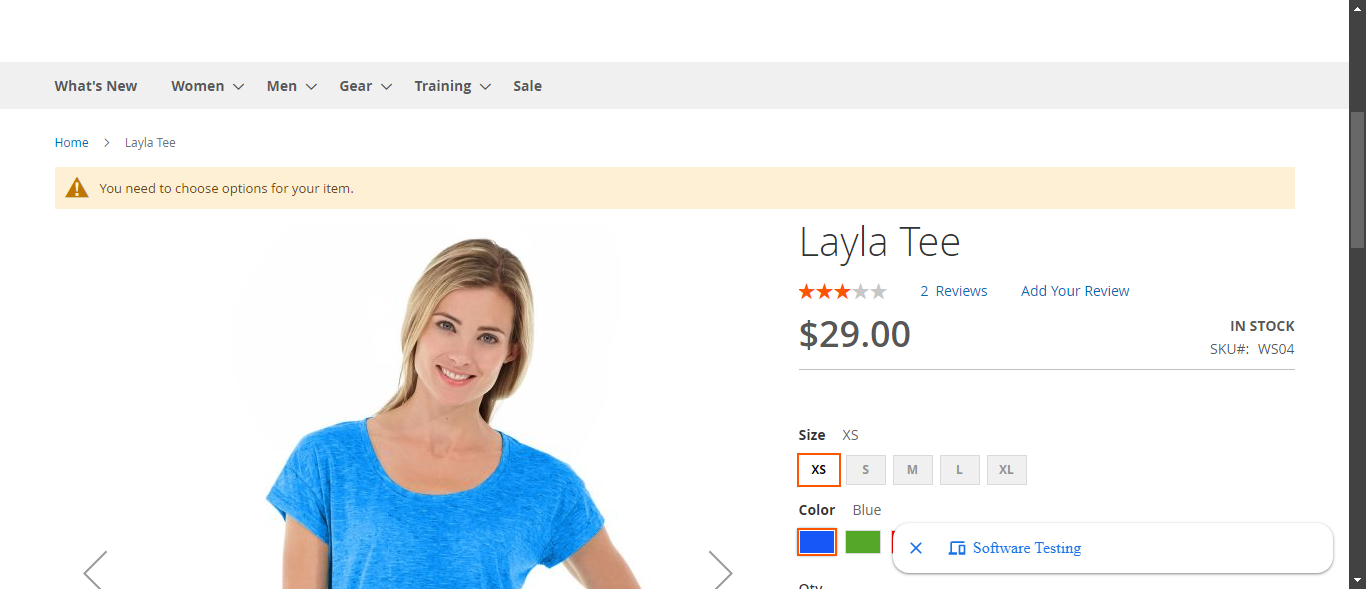 What's New Women Men Gear Training Sale
Home Layla Tee
You need to choose options for your item.
Layla Tee
2 Reviews Add Your Review
$29.00
IN STOCK
SKU#: WS04
Size XS
XS S M L XL
Color Blue
Software Testing
Qty